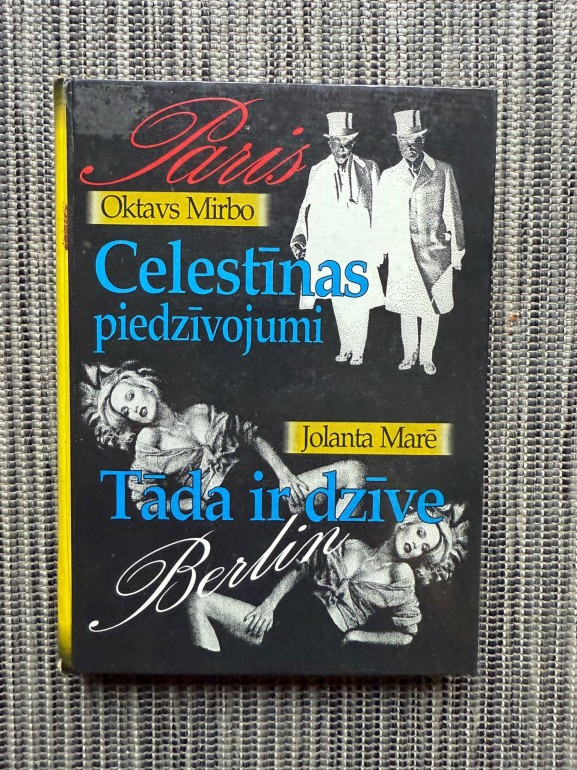 Paris
Oktavs Mirbo
Celestīnas
piedzīvojumi
Jolanta Marē
Tāda ir dzīve
Berlin